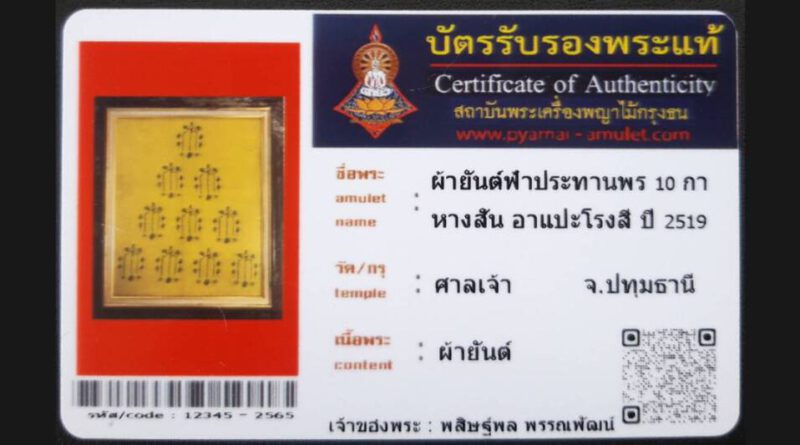 บัตรรับรองพระแท้
Certificate of Authenticity
สถาบันพระเครื่องพญาไม้กรุงธน
www.pyamai-amulet.com
ชื่อพระ
amulet
name
: ผ้ายันต์ฟ้าประทานพร 10 กา
หางสั้น อาแปะโรงสี ปี 2519
วัด/กรุ
temple
: ศาลเจ้า จ.ปทุมธานี
เนื้อพระ
content
: ผ้ายันต์
รหัส/code : 12345 - 2565
เจ้าของพระ : พสิษฐ์พล พรรณพัฒน์